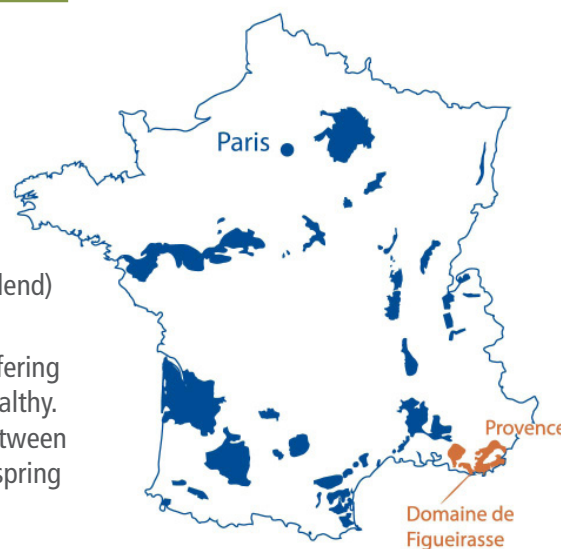 Paris
lend)
fering
althy.
tween
spring
Provence
Domaine de
Figueirasse